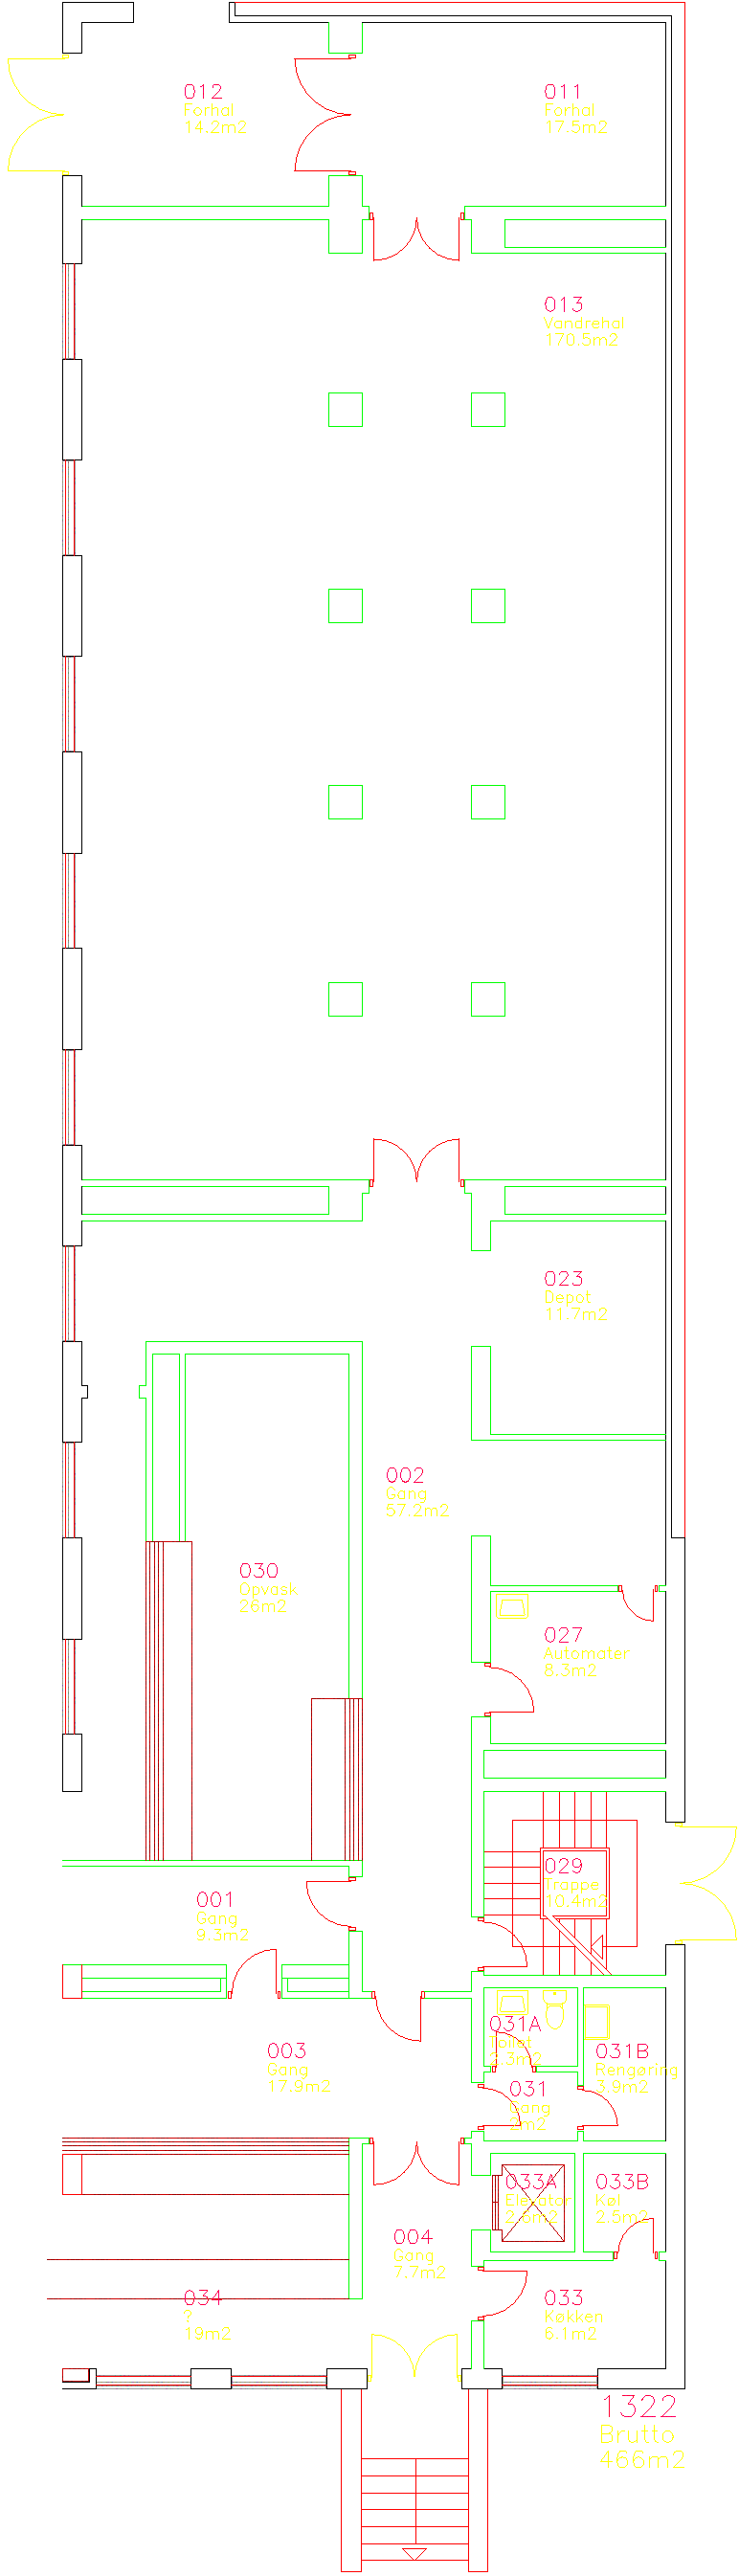 012
Forhal
14.2m2
011
Forhal
17.5m2
013
Vandrehal
170.5m2
023
Depot
11.7m2
002
Gang
57.2m2
030
Opvask
26m2
027
Automater
8.3m2
029
Trappe
10.4m2
001
Gang
9.3m2
031A
Toilet
2.3m2
003
Gang
17.9m2
031B
Rengøring
3.9m2
031
Gang
2m2
033A
Elevator
2.6m2
033B
Køl
2.5m2
004
Gang
7.7m2
034
?
19m2
033
Køkken
6.1m2
1322
Brutto
466m2